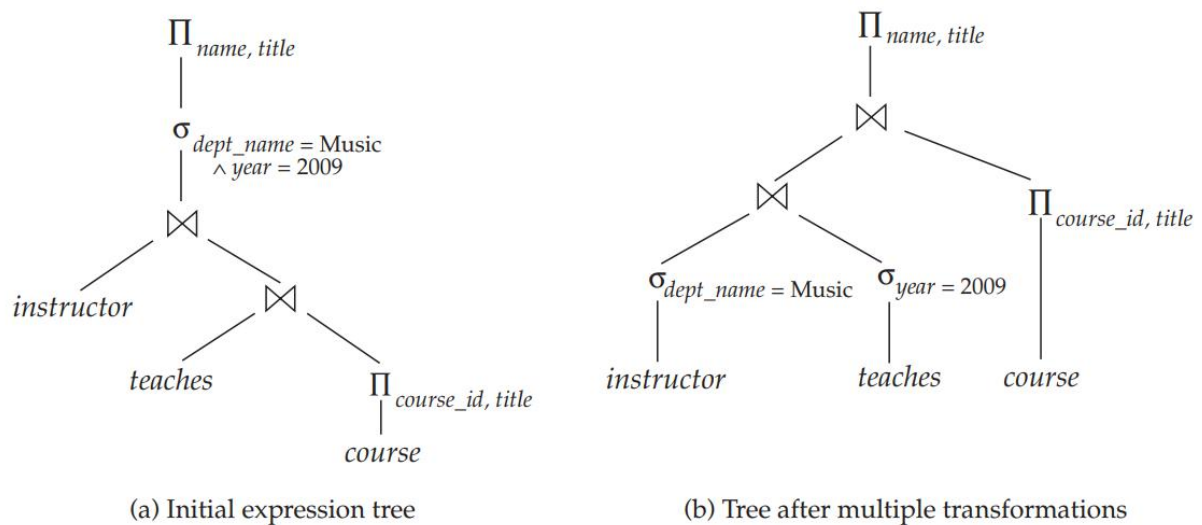 Π name, title
σ dept_name = Music
∧ year = 2009
⋈
instructor
⋈
teaches
Π course_id, title
course
(a) Initial expression tree
Π name, title
⋈
⋈
Π course_id, title
σ dept_name = Music
σ year = 2009
instructor
teaches
course
(b) Tree after multiple transformations